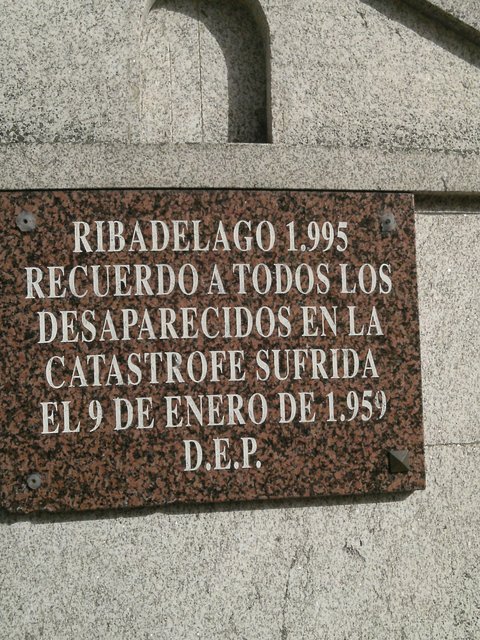 RIBADELAGO 1.995
RECUERDO A TODOS LOS
DESAPARECIDOS EN LA
CATASTROFE SUFRIDA
EL 9 DE ENERO DE 1.959
D.E.P.